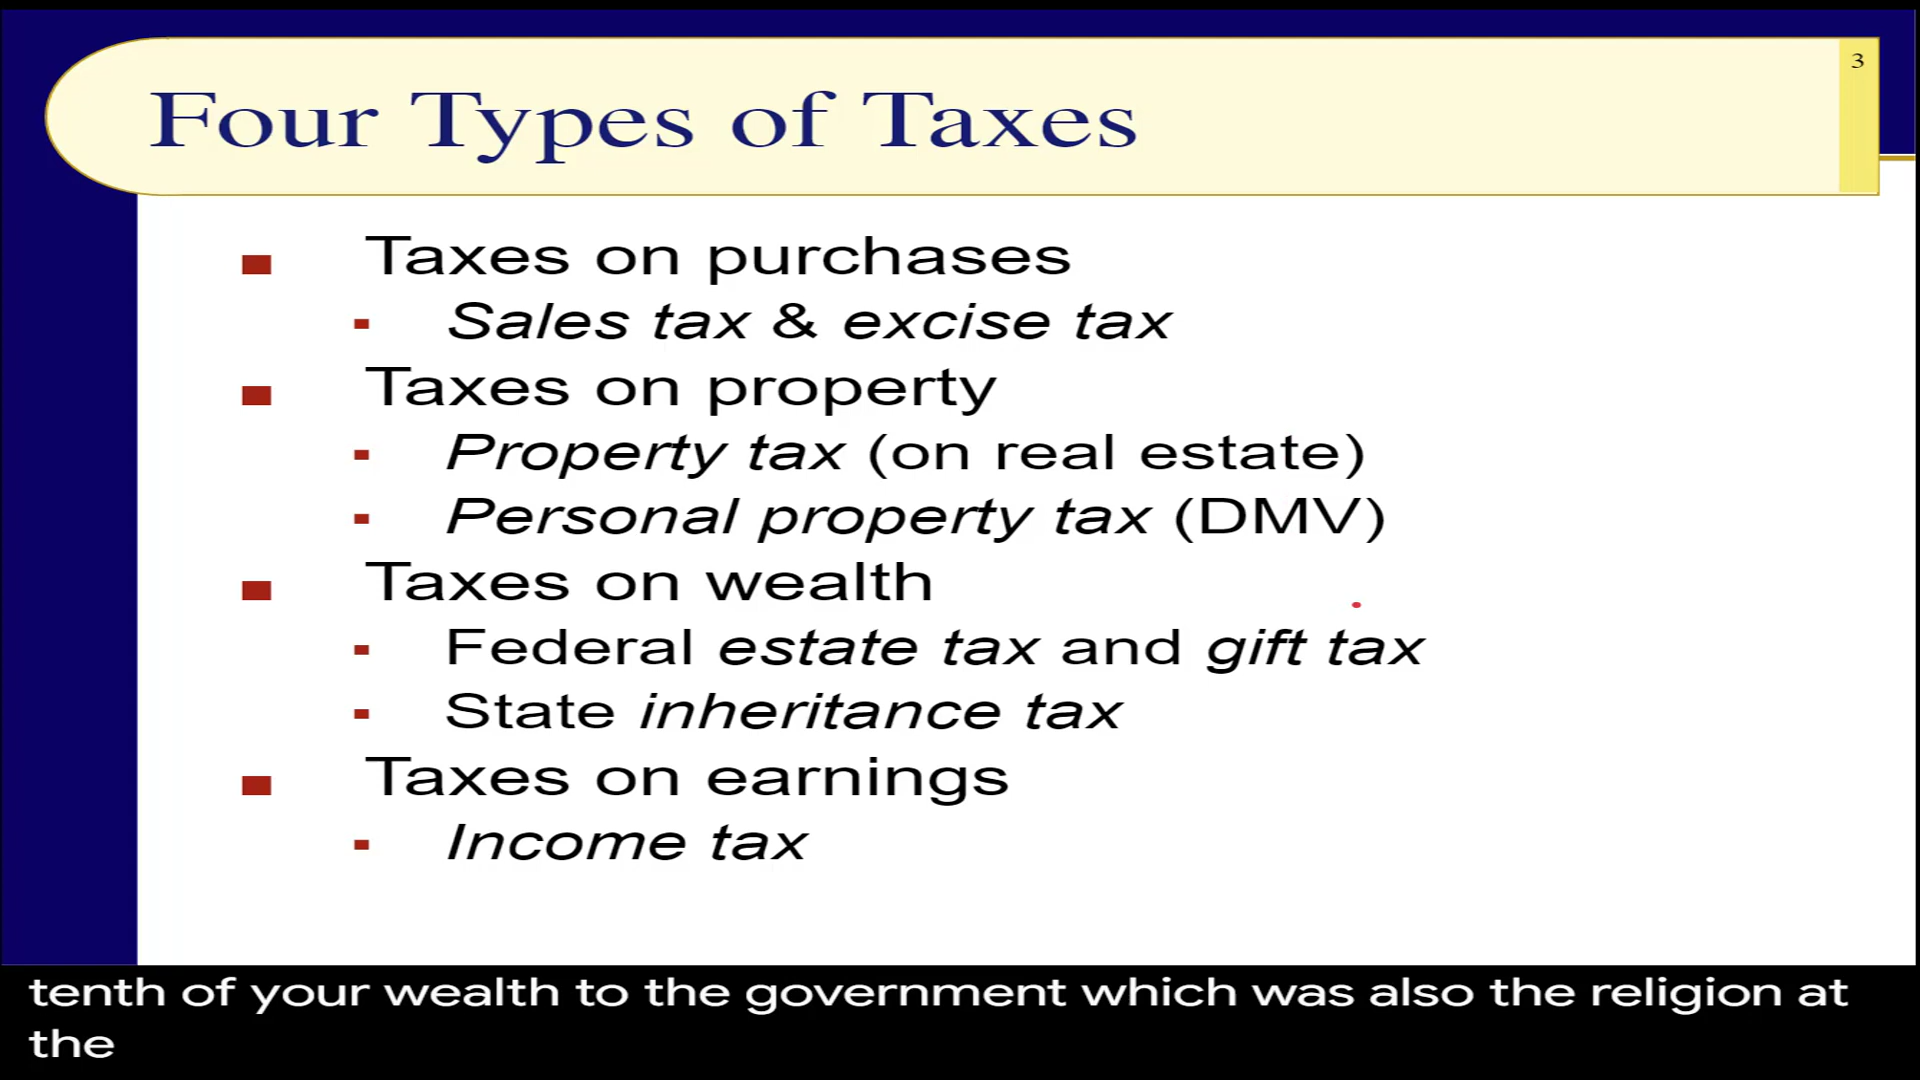 3
Four Types of Taxes
Taxes on purchases
Sales tax & excise tax
Taxes on property
Property tax (on real estate)
Personal property tax (DMV)
Taxes on wealth
Federal estate tax and gift tax
State inheritance tax
Taxes on earnings
Income tax
tenth of your wealth to the government which was also the religion at
the